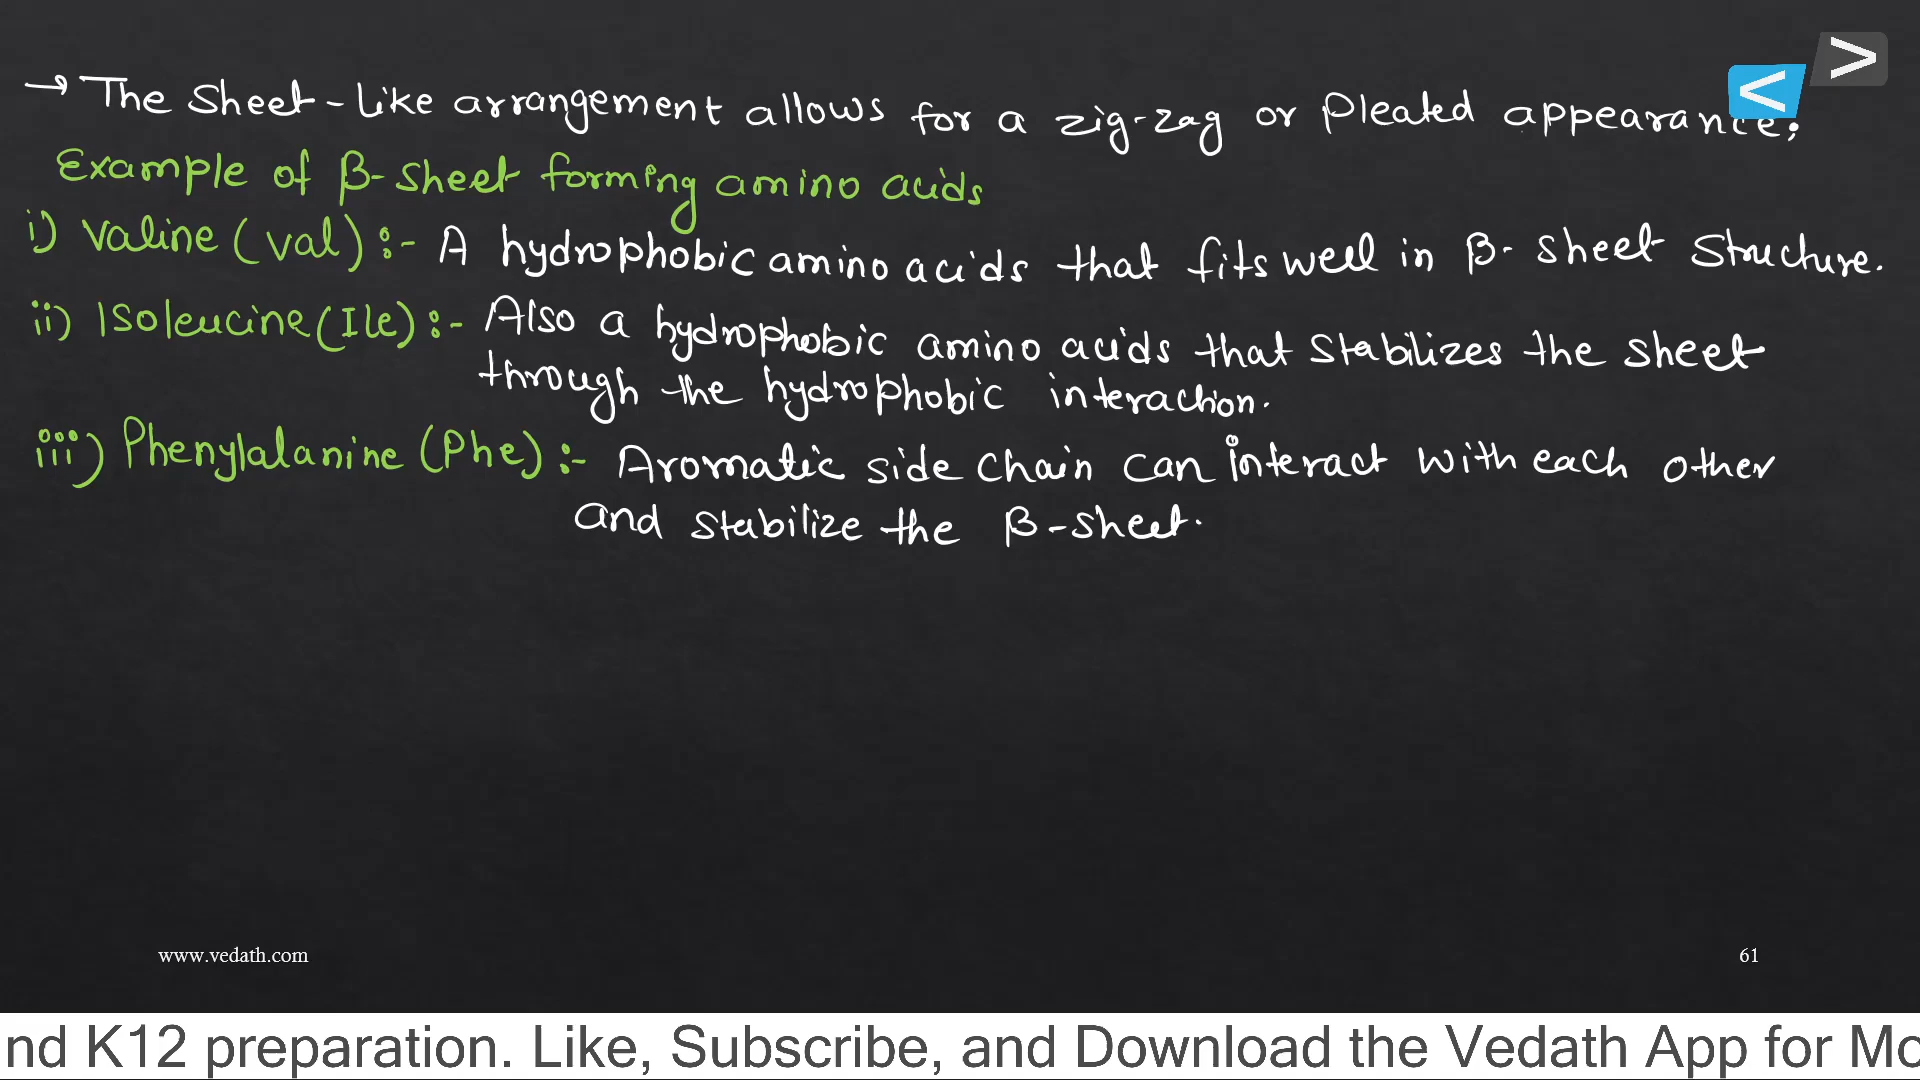 → The Sheet-like arrangement allows for a zig-zag or pleated appearance.
Example of β-sheet forming amino acids
i) Valine (Val) :- A hydrophobic amino acids that fits well in β-sheet structure.
ii) Isoleucine (Ile) :- Also a hydrophobic amino acids that stabilizes the sheet
through the hydrophobic interaction.
iii) Phenylalanine (Phe) :- Aromatic side chain can interact with each other
and stabilize the β-sheet.
www.vedath.com
61
nd K12 preparation. Like, Subscribe, and Download the Vedath App for Mo